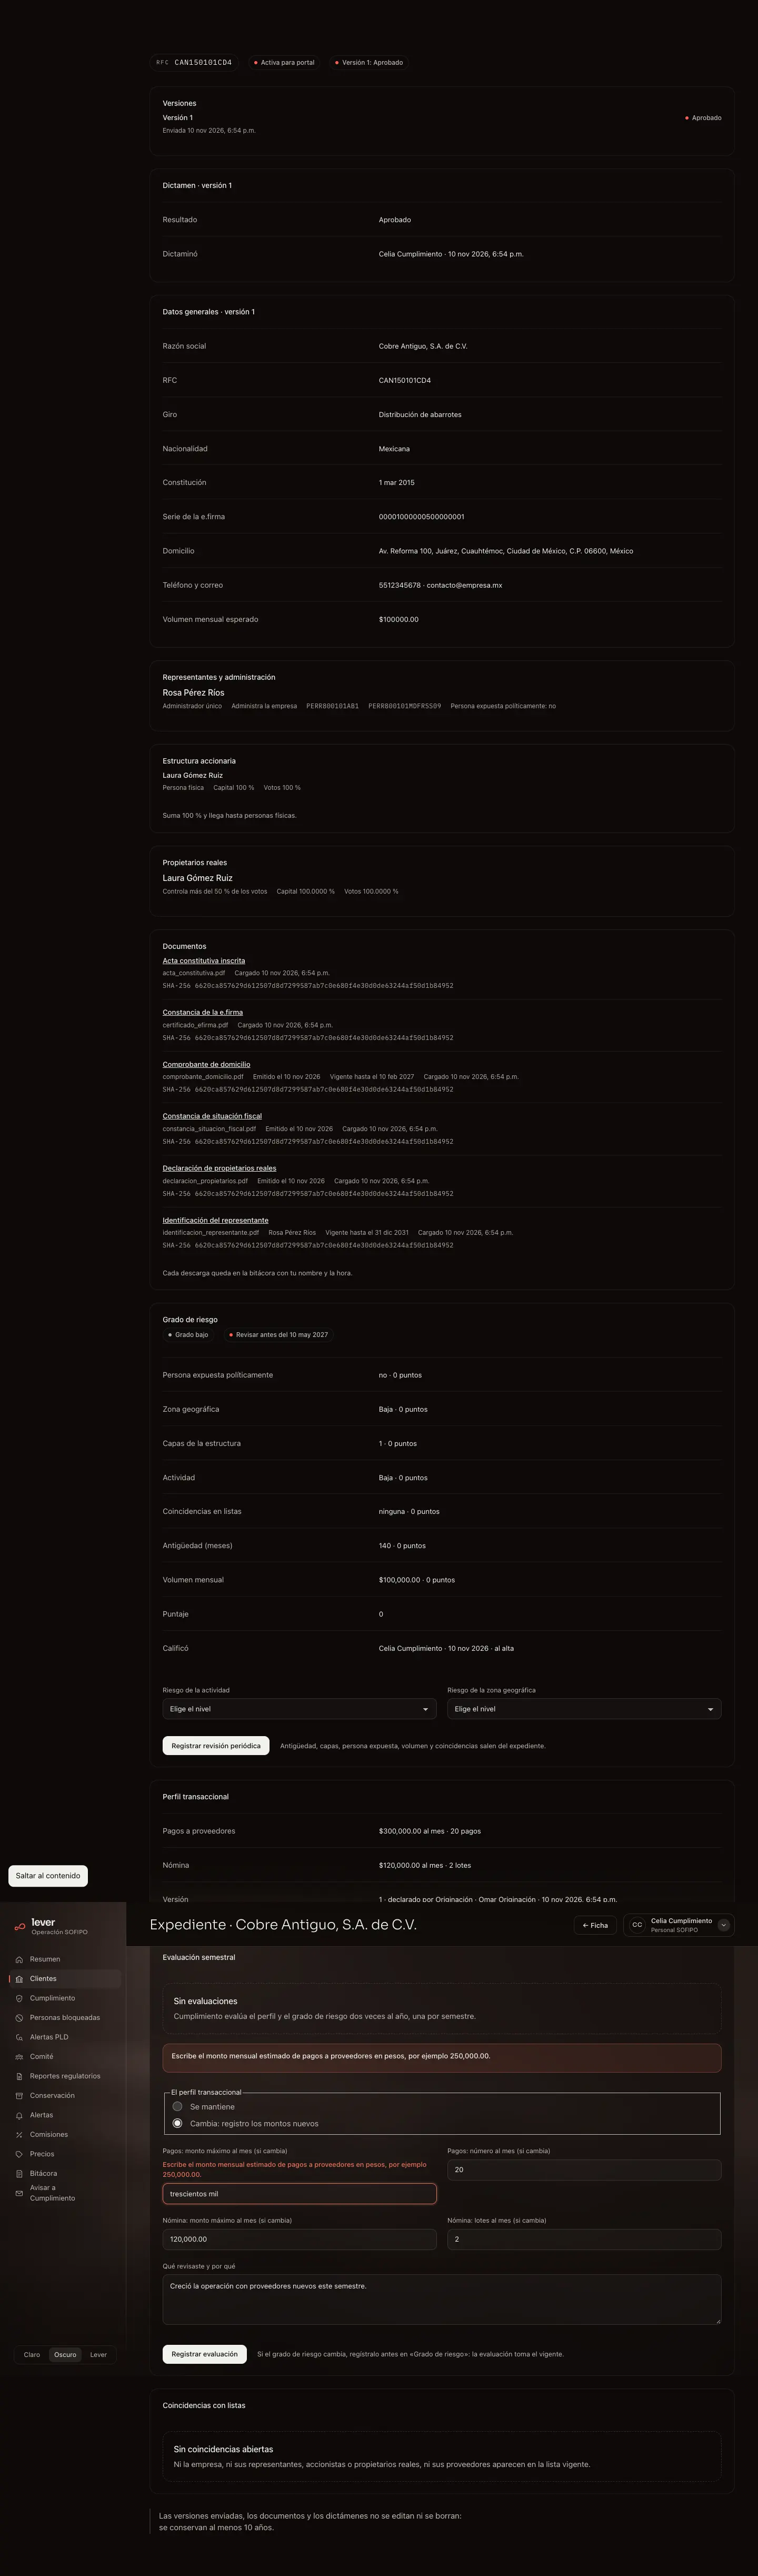 RFC CAN150101CD4
Activa para portal
Versión 1: Aprobado
Versiones
Versión 1
Aprobado
Enviada 10 nov 2026, 6:54 p.m.
Dictamen · versión 1
Resultado
Aprobado
Dictaminó
Celia Cumplimiento · 10 nov 2026, 6:54 p.m.
Datos generales · versión 1
Razón social
Cobre Antiguo, S.A. de C.V.
RFC
CAN150101CD4
Giro
Distribución de abarrotes
Nacionalidad
Mexicana
Constitución
1 mar 2015
Serie de la e.firma
00001000000500000001
Domicilio
Av. Reforma 100, Juárez, Cuauhtémoc, Ciudad de México, C.P. 06600, México
Teléfono y correo
5512345678 · contacto@empresa.mx
Volumen mensual esperado
$100000.00
Representantes y administración
Rosa Pérez Ríos
Administrador único Administra la empresa PERR800101A81 PERR800101MDFRSS09 Persona expuesta políticamente: no
Estructura accionaria
Laura Gómez Ruiz
Persona física Capital 100 % Votos 100 %
Suma 100 % y llega hasta personas físicas.
Propietarios reales
Laura Gómez Ruiz
Controla más del 50 % de los votos Capital 100.0000 % Votos 100.0000 %
Documentos
Acta constitutiva inscrita
acta_constitutiva.pdf Cargado 10 nov 2026, 6:54 p.m.
SHA-256 6620ca857629d612507d8d7299587ab7c0e680f4e30d0de63244af50d1b84952
Constancia de la e.firma
certificado_efirma.pdf Cargado 10 nov 2026, 6:54 p.m.
SHA-256 6620ca857629d612507d8d7299587ab7c0e680f4e30d0de63244af50d1b84952
Comprobante de domicilio
comprobante_domicilio.pdf Emitido el 10 nov 2026 Vigente hasta el 10 feb 2027 Cargado 10 nov 2026, 6:54 p.m.
SHA-256 6620ca857629d612507d8d7299587ab7c0e680f4e30d0de63244af50d1b84952
Constancia de situación fiscal
constancia_situacion_fiscal.pdf Emitido el 10 nov 2026 Cargado 10 nov 2026, 6:54 p.m.
SHA-256 6620ca857629d612507d8d7299587ab7c0e680f4e30d0de63244af50d1b84952
Declaración de propietarios reales
declaracion_propietarios.pdf Emitido el 10 nov 2026 Cargado 10 nov 2026, 6:54 p.m.
SHA-256 6620ca857629d612507d8d7299587ab7c0e680f4e30d0de63244af50d1b84952
Identificación del representante
identificacion_representante.pdf Rosa Pérez Ríos Vigente hasta el 31 dic 2031 Cargado 10 nov 2026, 6:54 p.m.
SHA-256 6620ca857629d612507d8d7299587ab7c0e680f4e30d0de63244af50d1b84952
Cada descarga queda en la bitácora con tu nombre y la hora.
Grado de riesgo
Grado bajo
Revisar antes del 10 may 2027
Persona expuesta políticamente
no · 0 puntos
Zona geográfica
Baja · 0 puntos
Capas de la estructura
1 · 0 puntos
Actividad
Baja · 0 puntos
Coincidencias en listas
ninguna · 0 puntos
Antigüedad (meses)
140 · 0 puntos
Volumen mensual
$100,000.00 · 0 puntos
Puntaje
0
Calificó
Celia Cumplimiento · 10 nov 2026 · al alta
Riesgo de la actividad
Elige el nivel
Riesgo de la zona geográfica
Elige el nivel
Registrar revisión periódica
Antigüedad, capas, persona expuesta, volumen y coincidencias salen del expediente.
Perfil transaccional
Pagos a proveedores
$300,000.00 al mes · 20 pagos
Nómina
$120,000.00 al mes · 2 lotes
Versión
1 · declarado por Originación · Omar Originación · 10 nov 2026, 6:54 p.m.
Saltar al contenido
lever
Operación SOFIPO
Resumen
Clientes
Cumplimiento
Personas bloqueadas
Alertas PLD
Comité
Reportes regulatorios
Conservación
Alertas
Comisiones
Precios
Bitácora
Avisar a
Cumplimiento
Claro
Oscuro
Lever
Expediente · Cobre Antiguo, S.A. de C.V.
← Ficha
CC
Celia Cumplimiento
Personal SOFIPO
Evaluación semestral
Sin evaluaciones
Cumplimiento evalúa el perfil y el grado de riesgo dos veces al año, una por semestre.
Escribe el monto mensual estimado de pagos a proveedores en pesos, por ejemplo 250,000.00.
El perfil transaccional
Se mantiene
Cambia: registro los montos nuevos
Pagos: monto máximo al mes (si cambia)
Escribe el monto mensual estimado de pagos a proveedores en pesos, por ejemplo
250,000.00.
trescientos mil
Pagos: número al mes (si cambia)
20
Nómina: monto máximo al mes (si cambia)
120,000.00
Nómina: lotes al mes (si cambia)
2
Qué revisaste y por qué
Creció la operación con proveedores nuevos este semestre.
Registrar evaluación
Si el grado de riesgo cambia, regístralo antes en «Grado de riesgo»: la evaluación toma el vigente.
Coincidencias con listas
Sin coincidencias abiertas
Ni la empresa, ni sus representantes, accionistas o propietarios reales, ni sus proveedores aparecen en la lista vigente.
Las versiones enviadas, los documentos y los dictámenes no se editan ni se borran:
se conservan al menos 10 años.